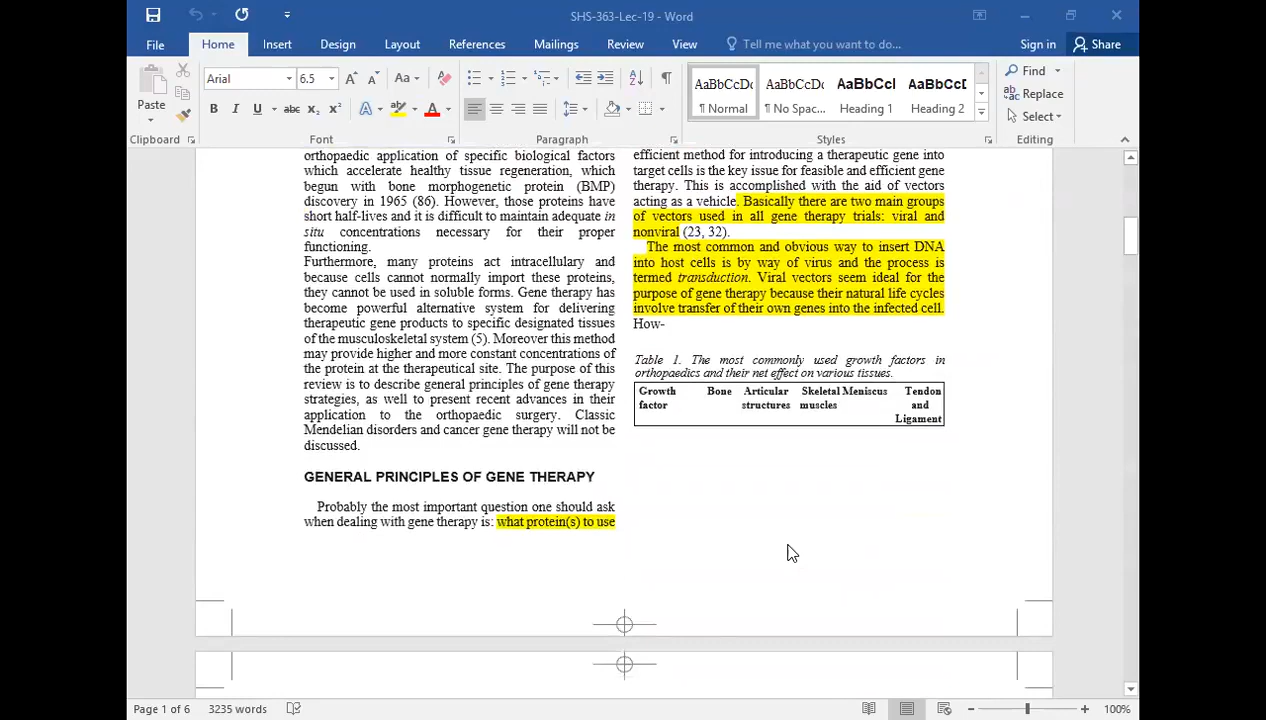 SHS-363-Lec-19 - Word
File Home Insert Design Layout References Mailings Review View Tell me what you want to do... Sign in Share
Paste
Arial 6.5
AaBbCcDc AaBbCcDc AaBbCcI AaBbCcD
¶ Normal ¶ No Spac... Heading 1 Heading 2
Find
Replace
Select
Clipboard Font Paragraph Styles Editing
orthopaedic application of specific biological factors
which accelerate healthy tissue regeneration, which
begun with bone morphogenetic protein (BMP)
discovery in 1965 (86). However, those proteins have
short half-lives and it is difficult to maintain adequate in
situ concentrations necessary for their proper
functioning.
Furthermore, many proteins act intracellulary and
because cells cannot normally import these proteins,
they cannot be used in soluble forms. Gene therapy has
become powerful alternative system for delivering
therapeutic gene products to specific designated tissues
of the musculoskeletal system (5). Moreover this method
may provide higher and more constant concentrations of
the protein at the therapeutical site. The purpose of this
review is to describe general principles of gene therapy
strategies, as well to present recent advances in their
application to the orthopaedic surgery. Classic
Mendelian disorders and cancer gene therapy will not be
discussed.
GENERAL PRINCIPLES OF GENE THERAPY
Probably the most important question one should ask
when dealing with gene therapy is: what protein(s) to use
efficient method for introducing a therapeutic gene into
target cells is the key issue for feasible and efficient gene
therapy. This is accomplished with the aid of vectors
acting as a vehicle. Basically there are two main groups
of vectors used in all gene therapy trials: viral and
nonviral (23, 32).
The most common and obvious way to insert DNA
into host cells is by way of virus and the process is
termed transduction. Viral vectors seem ideal for the
purpose of gene therapy because their natural life cycles
involve transfer of their own genes into the infected cell.
How-
Table 1. The most commonly used growth factors in
orthopaedics and their net effect on various tissues.
Growth Bone Articular Skeletal Meniscus Tendon
factor structures muscles and
Ligament
Page 1 of 6 3235 words 100%